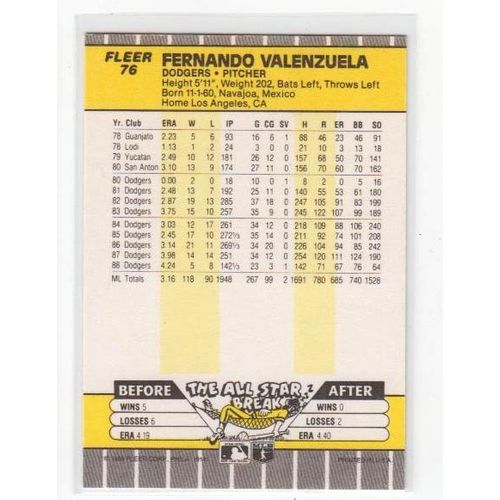 FLEER
76
FERNANDO VALENZUELA
DODGERS • PITCHER
Height 5'11", Weight 202, Bats Left, Throws Left
Born 11-1-60, Navajoa, Mexico
Home Los Angeles, CA
Yr. Club ERA W L IP G CG SV H R ER BB SO
78 Guanjato 2.23 5 6 93 16 6 1 88 46 23 46 91
78 Lodi 1.13 1 2 24 2 0 0 21 10 3 3 18
79 Yucatan 2.49 10 12 181 26 12 0 157 68 50 70 141
80 San Anton 3.10 13 9 174 27 11 0 156 70 60 70 162
80 Dodgers 0.00 2 0 18 10 0 1 8 2 0 5 16
81 Dodgers 2.48 13 7 192 25 11 0 140 55 53 61 180
82 Dodgers 2.87 19 13 285 37 18 0 247 105 91 83 199
83 Dodgers 3.75 15 10 257 35 9 0 245 122 107 99 189
84 Dodgers 3.03 12 17 261 34 12 0 218 109 88 106 240
85 Dodgers 2.45 17 10 272⅓ 35 14 0 211 92 74 101 208
86 Dodgers 3.14 21 11 269⅓ 34 20 0 226 104 94 85 242
87 Dodgers 3.98 14 14 251 34 12 0 254 120 111 124 190
88 Dodgers 4.24 5 8 142⅓ 23 3 1 142 71 67 76 64
ML Totals 3.16 118 90 1948 267 99 2 1691 780 685 740 1528
BEFORE
THE ALL STAR
BREAK
AFTER
WINS 5
WINS 0
LOSSES 6
LOSSES 2
ERA 4.19
ERA 4.40
PRINTED IN U.S.A.